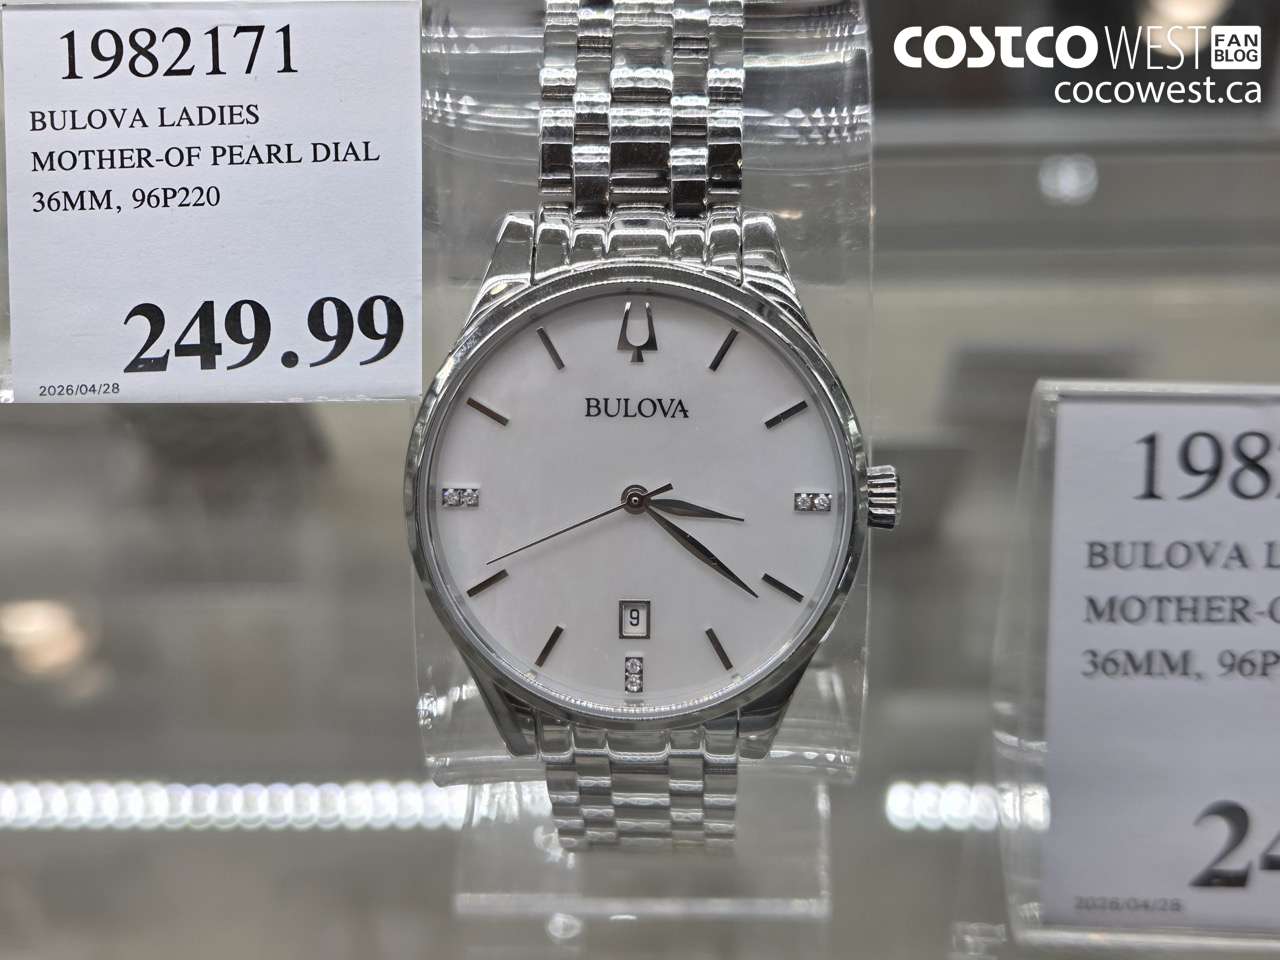 1982171
BULOVA LADIES
MOTHER-OF PEARL DIAL
36MM, 96P220
249.99
2026/04/28
COSTCO WEST FAN BLOG
cocowest.ca
BULOVA
9
198
BULOVA L
MOTHER-
36MM, 96P
24
2026/04/28